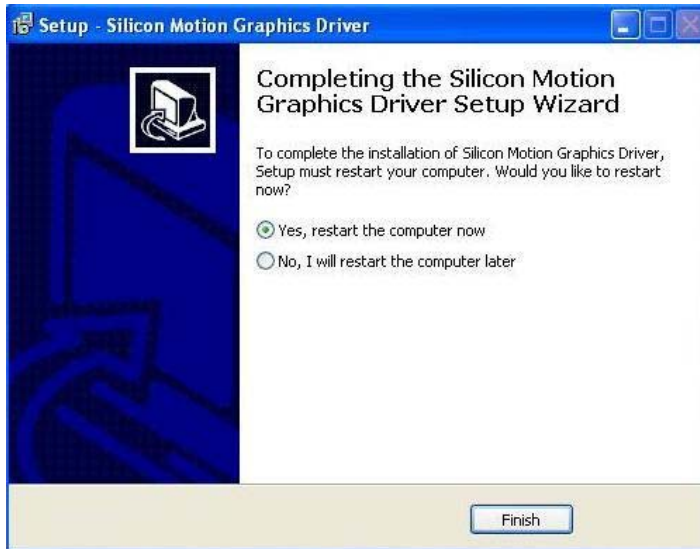 Setup - Silicon Motion Graphics Driver
Completing the Silicon Motion
Graphics Driver Setup Wizard
To complete the installation of Silicon Motion Graphics Driver,
Setup must restart your computer. Would you like to restart
now?
Yes, restart the computer now
No, I will restart the computer later
Finish